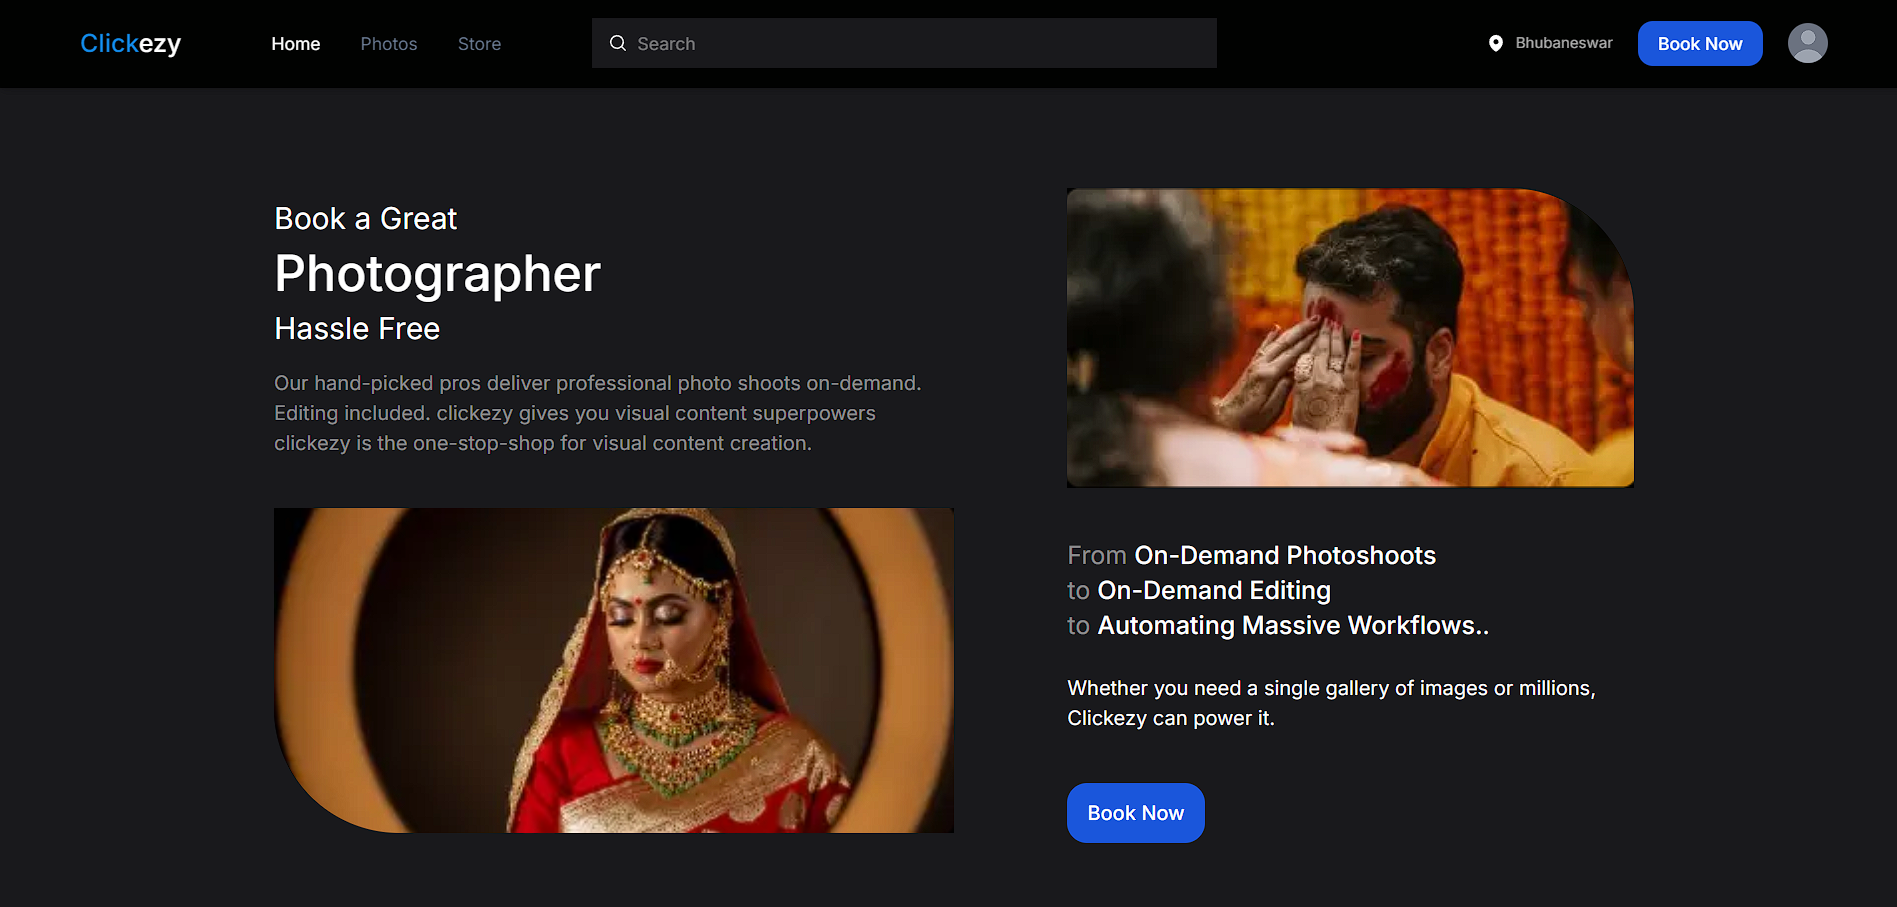 Clickezy
Home
Photos
Store
Search
Bhubaneswar
Book Now
Book a Great
Photographer
Hassle Free
Our hand-picked pros deliver professional photo shoots on-demand.
Editing included. clickezy gives you visual content superpowers
clickezy is the one-stop-shop for visual content creation.
From On-Demand Photoshoots
to On-Demand Editing
to Automating Massive Workflows..
Whether you need a single gallery of images or millions,
Clickezy can power it.
Book Now